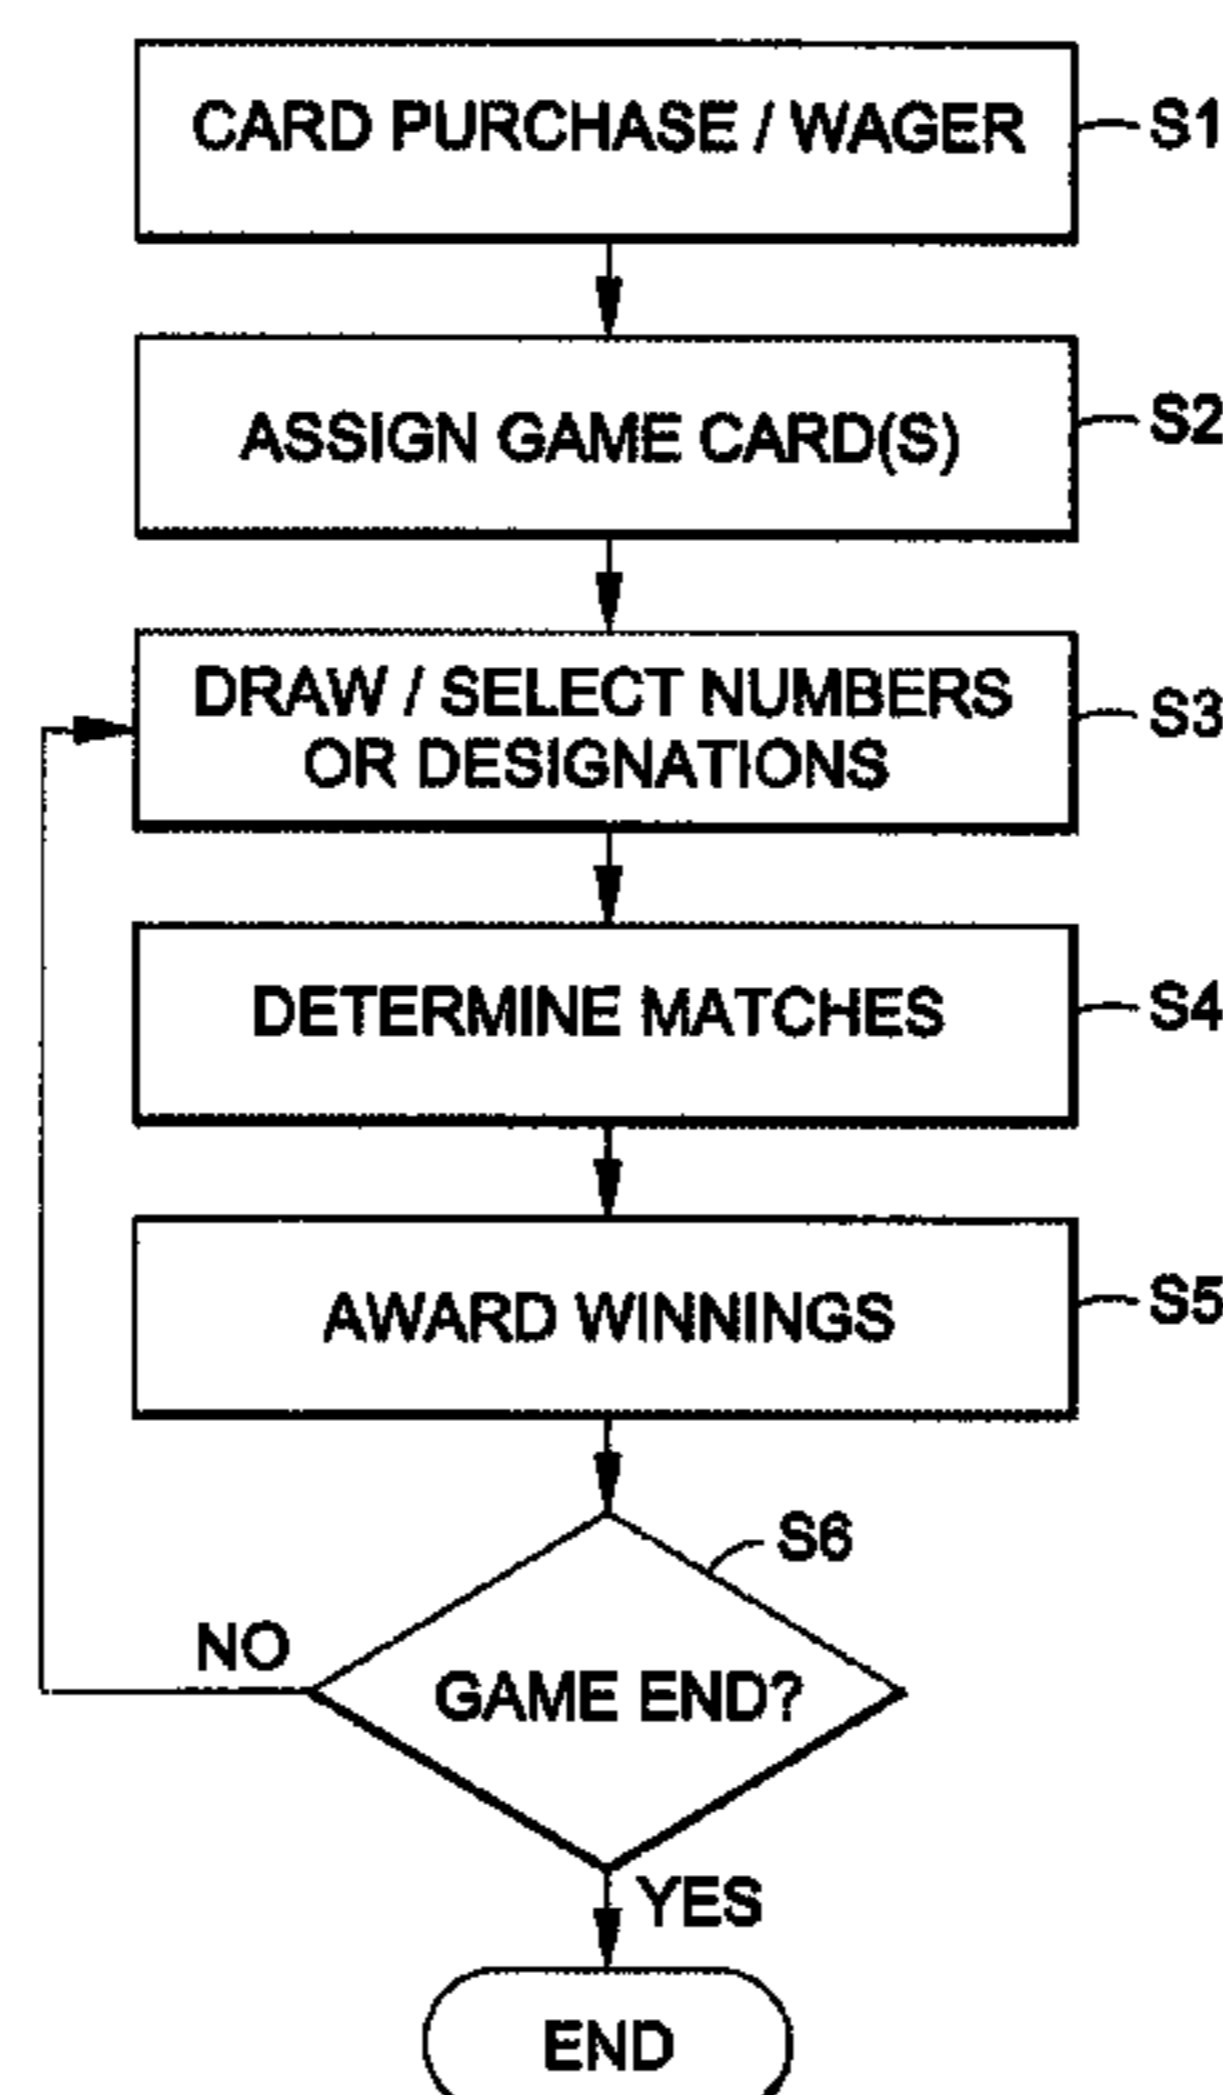 CARD PURCHASE / WAGER
S1
ASSIGN GAME CARD(S)
S2
DRAW / SELECT NUMBERS
OR DESIGNATIONS
S3
DETERMINE MATCHES
S4
AWARD WINNINGS
S5
S6
NO
GAME END?
YES
END